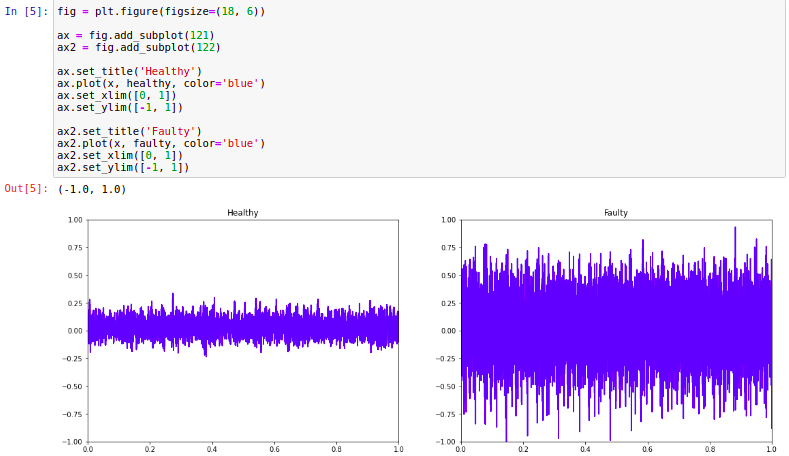 In [5]: fig = plt.figure(figsize=(18, 6))
ax = fig.add_subplot(121)
ax2 = fig.add_subplot(122)
ax.set_title('Healthy')
ax.plot(x, healthy, color='blue')
ax.set_xlim([0, 1])
ax.set_ylim([-1, 1])
ax2.set_title('Faulty')
ax2.plot(x, faulty, color='blue')
ax2.set_xlim([0, 1])
ax2.set_ylim([-1, 1])
Out[5]: (-1.0, 1.0)
Healthy
1.00
0.75
0.50
0.25
0.00
−0.25
−0.50
−0.75
−1.00
0.0 0.2 0.4 0.6 0.8 1.0
Faulty
1.00
0.75
0.50
0.25
0.00
−0.25
−0.50
−0.75
−1.00
0.0 0.2 0.4 0.6 0.8 1.0